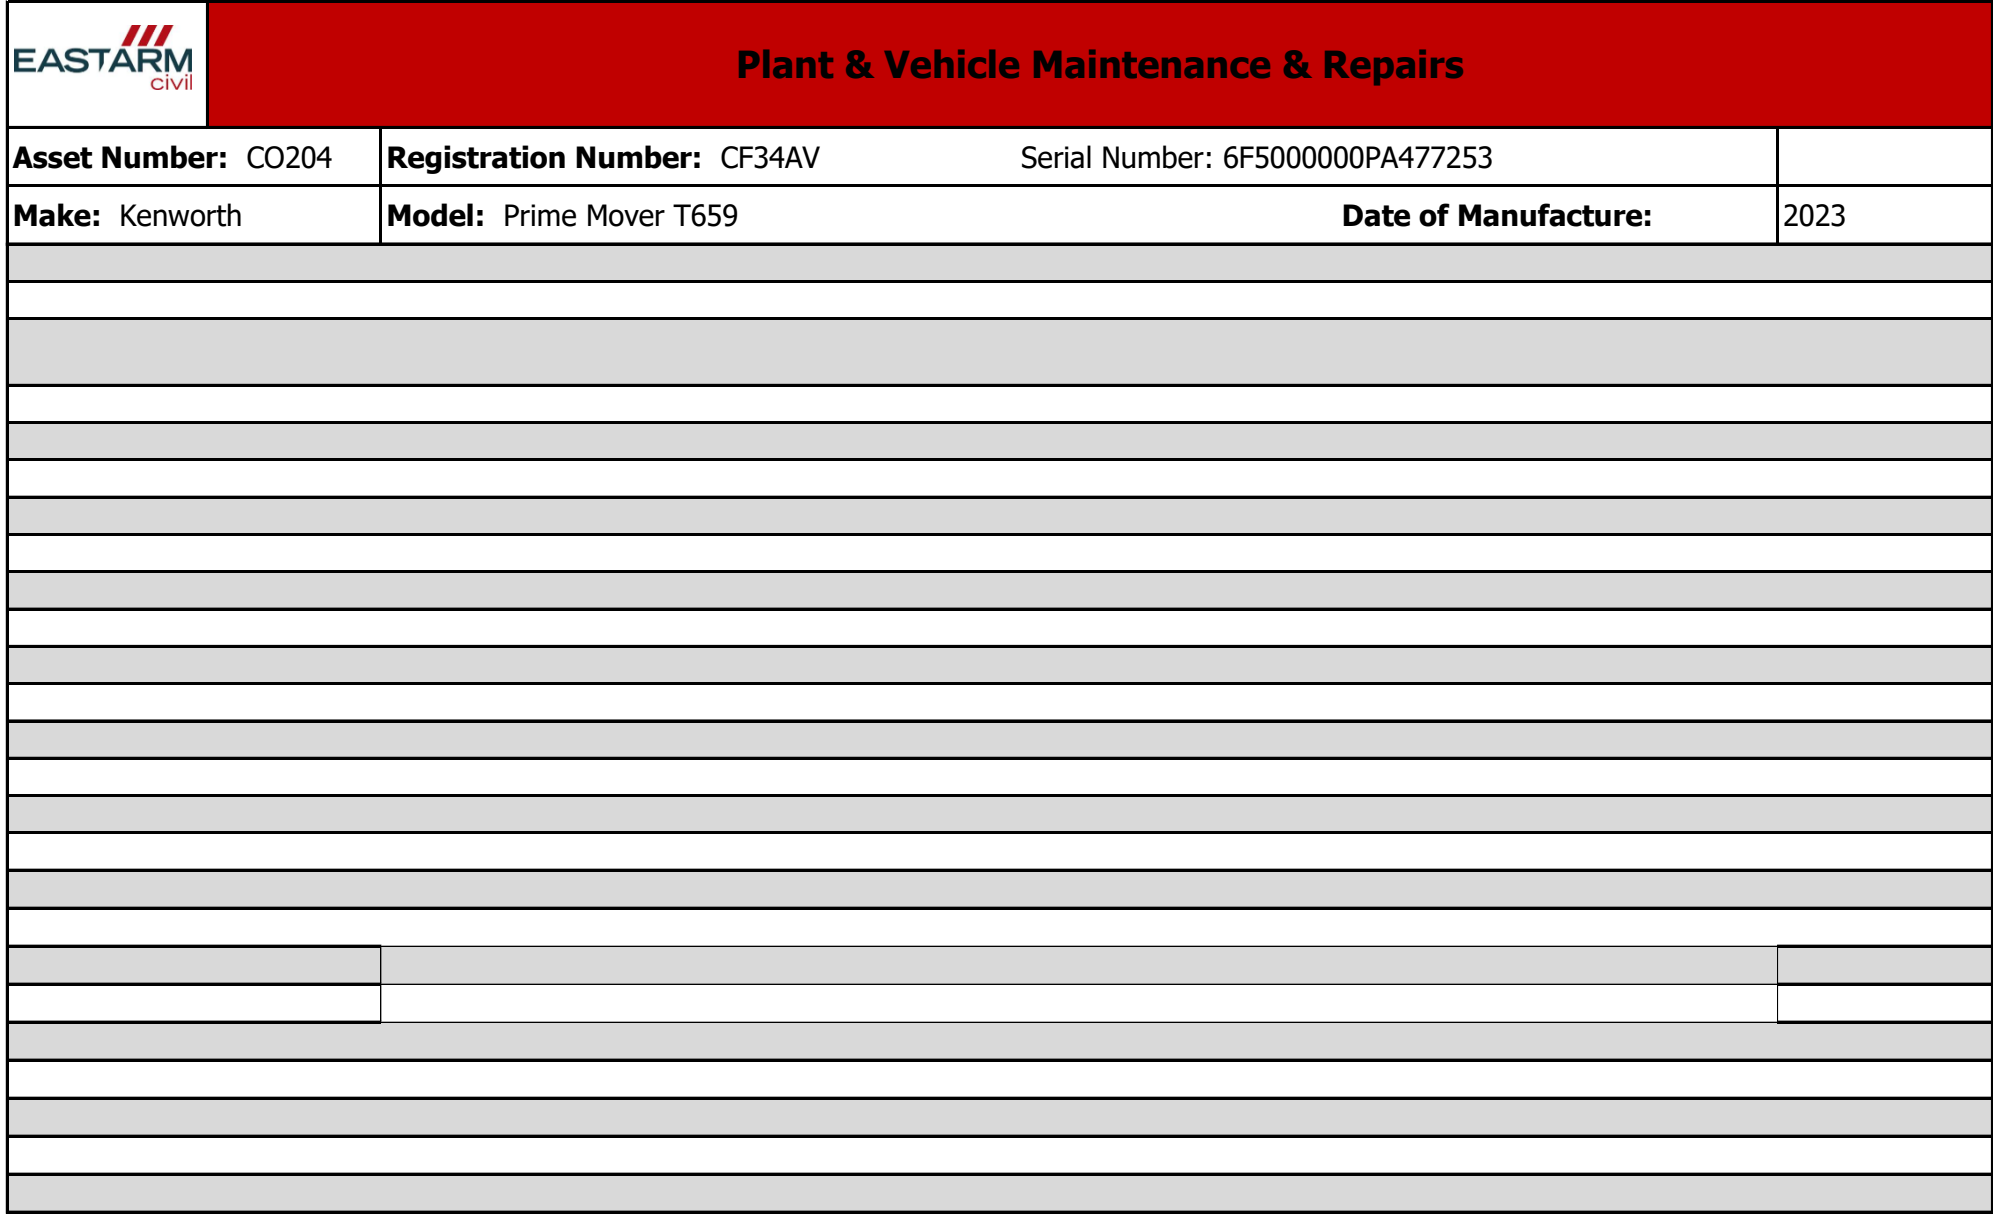 EASTARM
civil
Plant & Vehicle Maintenance & Repairs
Asset Number: CO204 Registration Number: CF34AV Serial Number: 6F5000000PA477253
Make: Kenworth Model: Prime Mover T659 Date of Manufacture: 2023